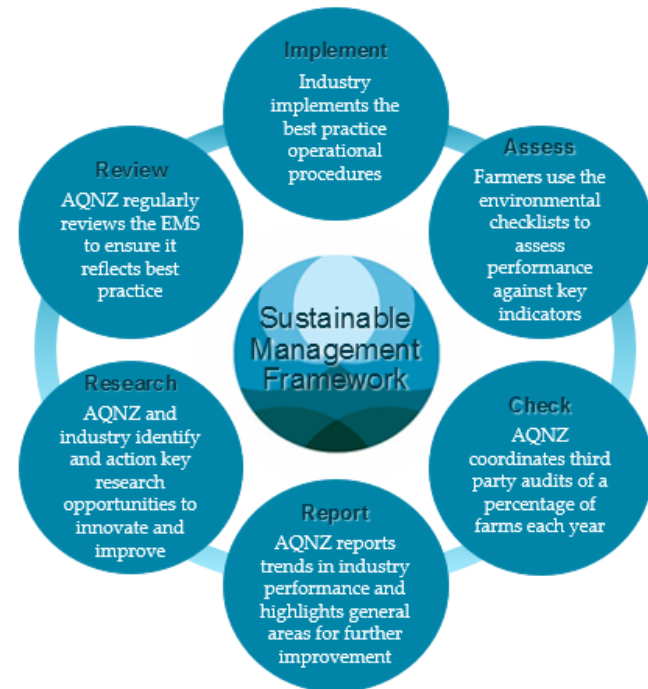 Implement
Industry
implements the
best practice
operational
procedures
Assess
Farmers use the
environmental
checklists to
assess
performance
against key
indicators
Check
AQNZ
coordinates third
party audits of a
percentage of
farms each year
Report
AQNZ reports
trends in industry
performance and
highlights general
areas for further
improvement
Research
AQNZ and
industry identify
and action key
research
opportunities to
innovate and
improve
Review
AQNZ regularly
reviews the EMS
to ensure it
reflects best
practice
Sustainable
Management
Framework